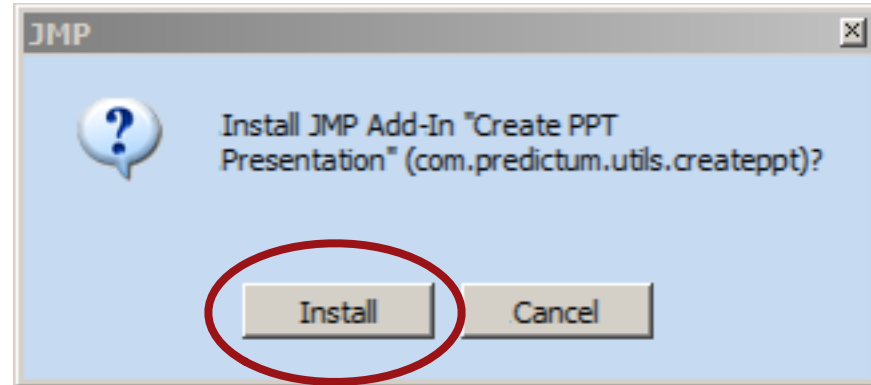 JMP
Install JMP Add-In "Create PPT
Presentation" (com.predictum.utils.createppt)?
Install Cancel